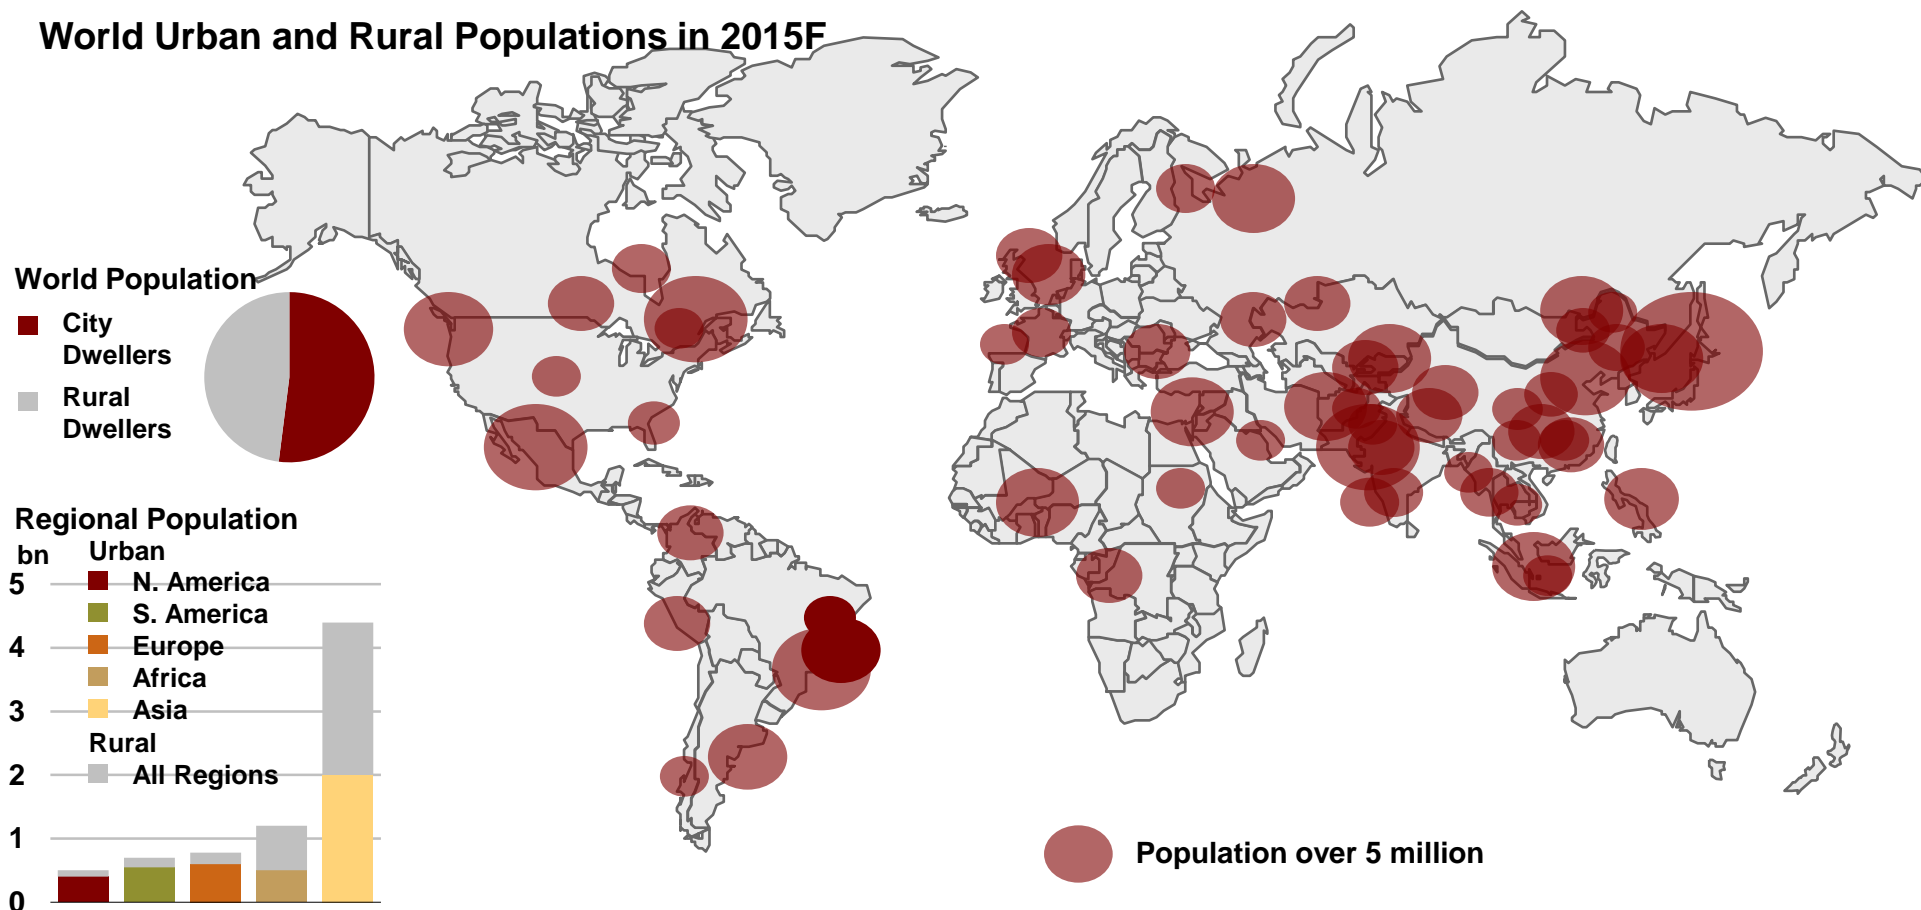 World Urban and Rural Populations in 2015F
World Population
City
Dwellers
Rural
Dwellers
Regional Population
bn
Urban
5
N. America
S. America
4
Europe
Africa
3
Asia
Rural
2
All Regions
1
0
Population over 5 million